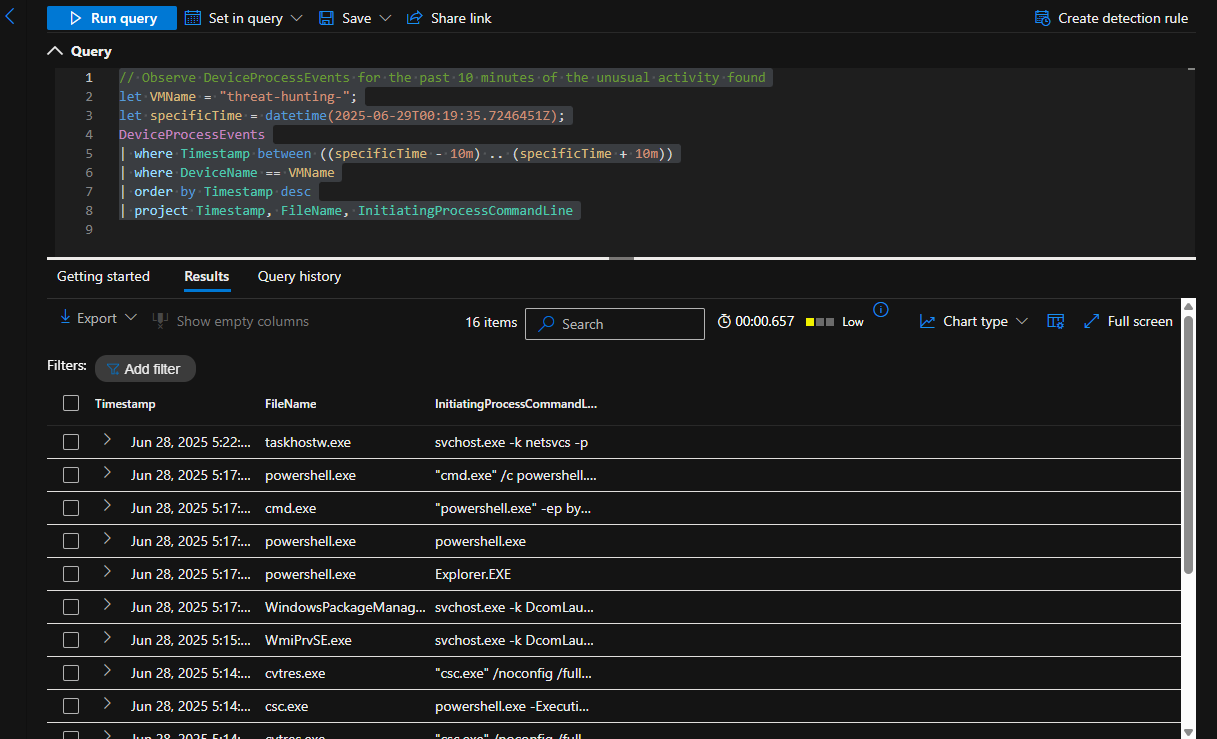 Run query Set in query Save Share link Create detection rule
Query
1 // Observe DeviceProcessEvents for the past 10 minutes of the unusual activity found
2 let VMName = "threat-hunting-";
3 let specificTime = datetime(2025-06-29T00:19:35.7246451Z);
4 DeviceProcessEvents
5 | where Timestamp between ((specificTime - 10m) .. (specificTime + 10m))
6 | where DeviceName == VMName
7 | order by Timestamp desc
8 | project Timestamp, FileName, InitiatingProcessCommandLine
9
Getting started Results Query history
Export Show empty columns 16 items Search 00:00.657 Low Chart type Full screen
Filters: Add filter
Timestamp FileName InitiatingProcessCommandL...
Jun 28, 2025 5:22:... taskhostw.exe svchost.exe -k netsvcs -p
Jun 28, 2025 5:17:... powershell.exe "cmd.exe" /c powershell....
Jun 28, 2025 5:17:... cmd.exe "powershell.exe" -ep by...
Jun 28, 2025 5:17:... powershell.exe powershell.exe
Jun 28, 2025 5:17:... powershell.exe Explorer.EXE
Jun 28, 2025 5:17:... WindowsPackageManag... svchost.exe -k DcomLau...
Jun 28, 2025 5:15:... WmiPrvSE.exe svchost.exe -k DcomLau...
Jun 28, 2025 5:14:... cvtres.exe "csc.exe" /noconfig /full...
Jun 28, 2025 5:14:... csc.exe powershell.exe -Executi...
Jun 28, 2025 5:14:... cvtres.exe "csc.exe" /noconfig /full...